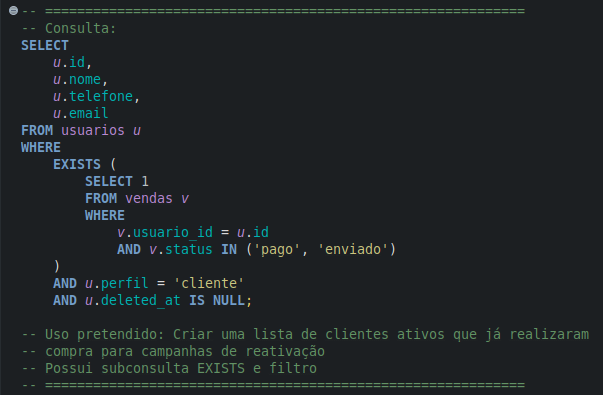 -- ============================================================
-- Consulta:
SELECT
    u.id,
    u.nome,
    u.telefone,
    u.email
FROM usuarios u
WHERE
    EXISTS (
        SELECT 1
        FROM vendas v
        WHERE
            v.usuario_id = u.id
            AND v.status IN ('pago', 'enviado')
    )
    AND u.perfil = 'cliente'
    AND u.deleted_at IS NULL;

-- Uso pretendido: Criar uma lista de clientes ativos que já realizaram
-- compra para campanhas de reativação
-- Possui subconsulta EXISTS e filtro
-- ============================================================